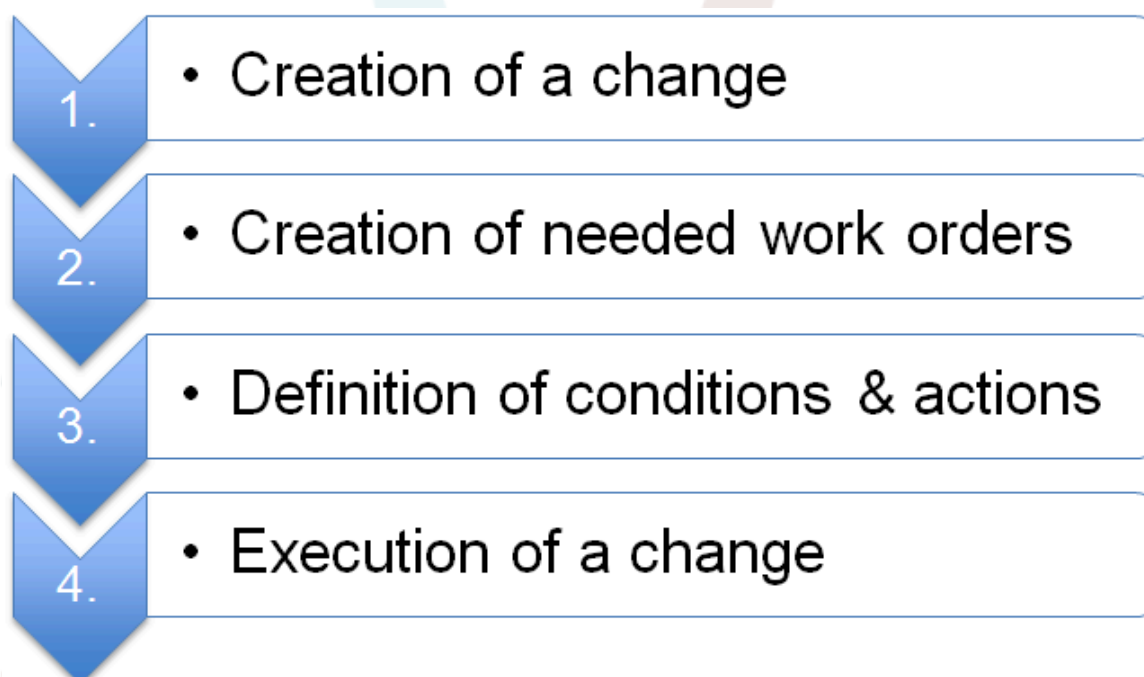 1. • Creation of a change
2. • Creation of needed work orders
3. • Definition of conditions & actions
4. • Execution of a change